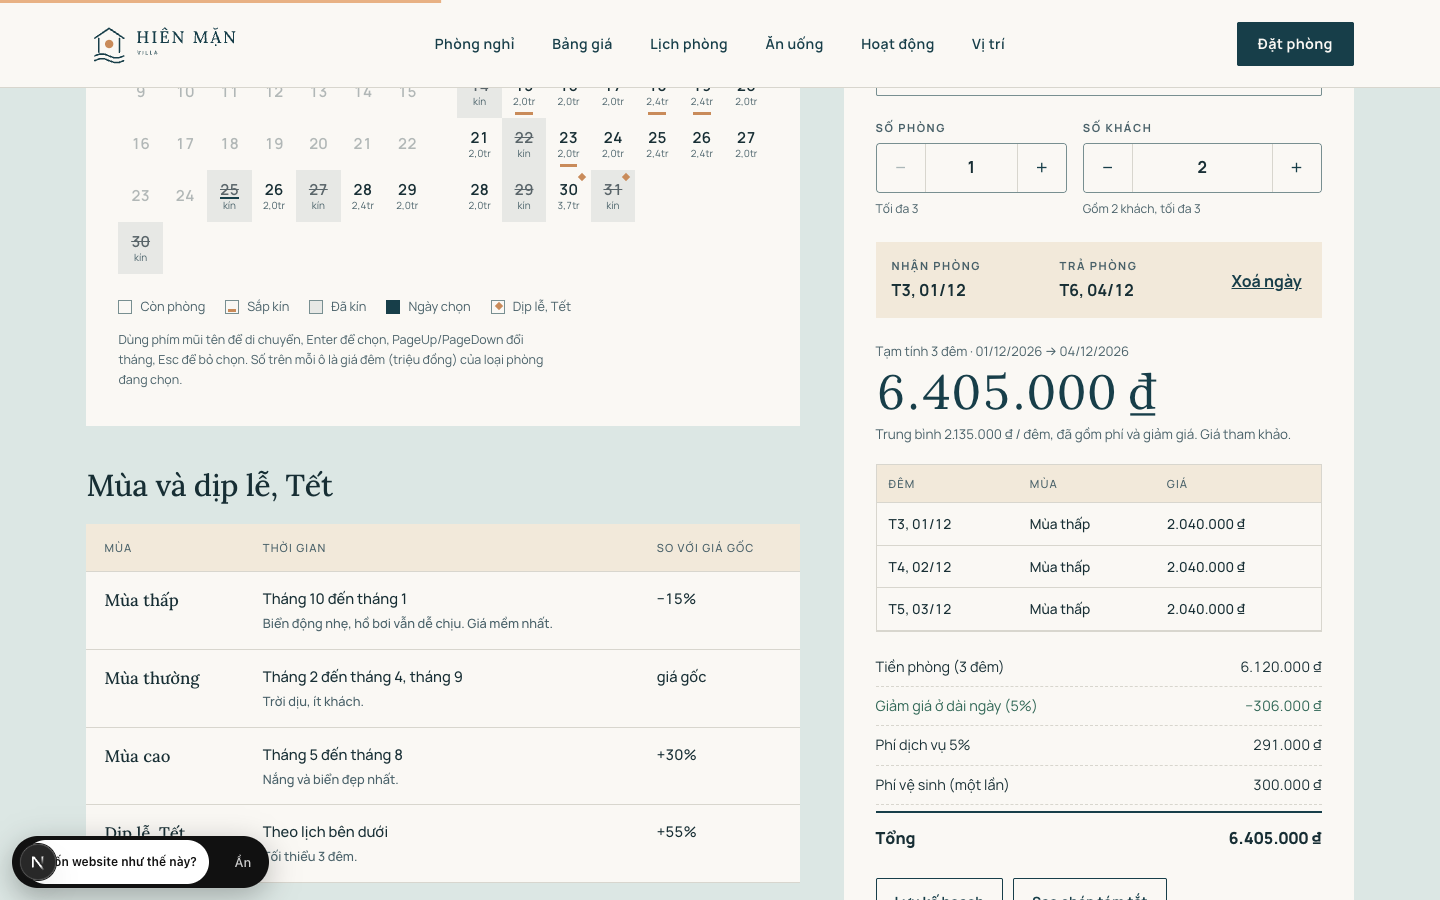 HIÊN MẶN
VILLA
Phòng nghỉ
Bảng giá
Lịch phòng
Ăn uống
Hoạt động
Vị trí
Đặt phòng
9 10 11 12 13 14 15
16 17 18 19 20 21 22
23 24 25 26 27 28 29
kín 2,0tr kín 2,4tr 2,0tr
30
kín
kín 2,0tr 2,0tr 2,0tr 2,4tr 2,4tr 2,0tr
21 22 23 24 25 26 27
2,0tr kín 2,0tr 2,0tr 2,4tr 2,4tr 2,0tr
28 29 30 31
2,0tr kín 3,7tr kín
Còn phòng
Sắp kín
Đã kín
Ngày chọn
Dịp lễ, Tết
Dùng phím mũi tên để di chuyển, Enter để chọn, PageUp/PageDown đổi
tháng, Esc để bỏ chọn. Số trên mỗi ô là giá đêm (triệu đồng) của loại phòng
đang chọn.
Mùa và dịp lễ, Tết
MÙA THỜI GIAN SO VỚI GIÁ GỐC
Mùa thấp Tháng 10 đến tháng 1 −15%
Biển động nhẹ, hồ bơi vẫn dễ chịu. Giá mềm nhất.
Mùa thường Tháng 2 đến tháng 4, tháng 9 giá gốc
Trời dịu, ít khách.
Mùa cao Tháng 5 đến tháng 8 +30%
Nắng và biển đẹp nhất.
Dịp lễ, Tết Theo lịch bên dưới +55%
Tối thiểu 3 đêm.
website như thế này?
Ẩn
SỐ PHÒNG
− 1 +
Tối đa 3
SỐ KHÁCH
− 2 +
Gồm 2 khách, tối đa 3
NHẬN PHÒNG
T3, 01/12
TRẢ PHÒNG
T6, 04/12
Xoá ngày
Tạm tính 3 đêm · 01/12/2026 → 04/12/2026
6.405.000 ₫
Trung bình 2.135.000 ₫ / đêm, đã gồm phí và giảm giá. Giá tham khảo.
ĐÊM MÙA GIÁ
T3, 01/12 Mùa thấp 2.040.000 ₫
T4, 02/12 Mùa thấp 2.040.000 ₫
T5, 03/12 Mùa thấp 2.040.000 ₫
Tiền phòng (3 đêm) 6.120.000 ₫
Giảm giá ở dài ngày (5%) −306.000 ₫
Phí dịch vụ 5% 291.000 ₫
Phí vệ sinh (một lần) 300.000 ₫
Tổng 6.405.000 ₫